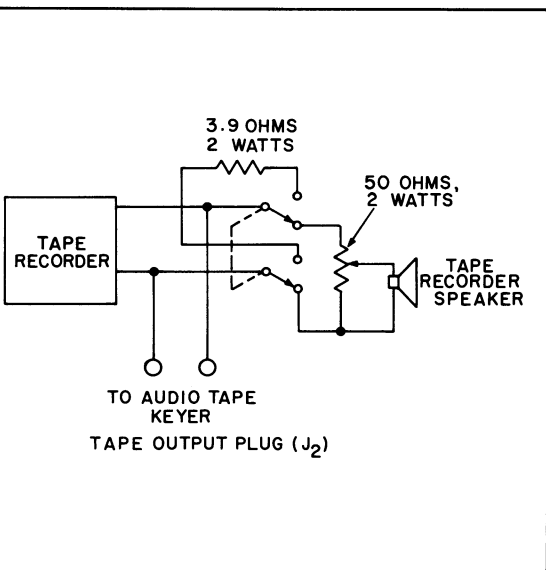 3.9 OHMS
2 WATTS
50 OHMS,
2 WATTS
TAPE
RECORDER
TAPE
RECORDER
SPEAKER
TO AUDIO TAPE
KEYER
TAPE OUTPUT PLUG (J2)